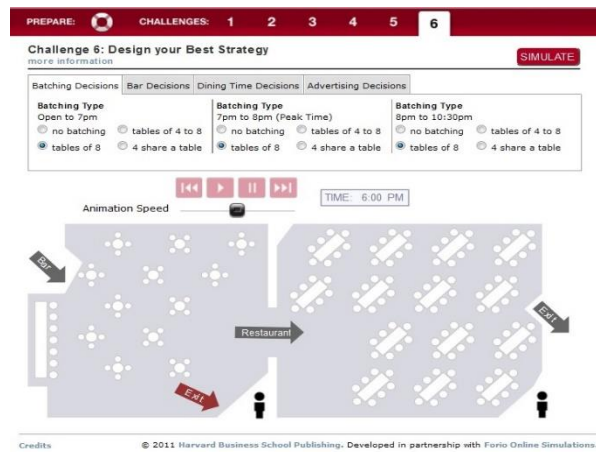 PREPARE: CHALLENGES: 1 2 3 4 5 6
Challenge 6: Design your Best Strategy
more information
SIMULATE
Batching Decisions Bar Decisions Dining Time Decisions Advertising Decisions
Batching Type Batching Type Batching Type
Open to 7pm 7pm to 8pm (Peak Time) 8pm to 10:30pm
no batching tables of 4 to 8 no batching tables of 4 to 8 no batching tables of 4 to 8
tables of 8 4 share a table tables of 8 4 share a table tables of 8 4 share a table
TIME: 6:00 PM
Animation Speed
Bar
Exit
Restaurant
Exit
Credits © 2011 Harvard Business School Publishing. Developed in partnership with Forio Online Simulations.